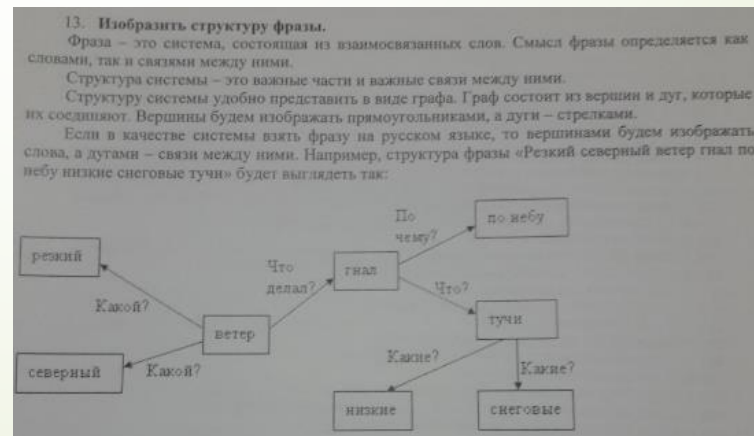 13. Изобразить структуру фразы.
Фраза – это система, состоящая из взаимосвязанных слов. Смысл фразы определяется как
словами, так и связями между ними.
Структура системы – это важные части и важные связи между ними.
Структуру системы удобно представить в виде графа. Граф состоит из вершин и дуг, которые
их соединяют. Вершины будем изображать прямоугольниками, а дуги – стрелками.
Если в качестве системы взять фразу на русском языке, то вершинами будем изображать
слова, а дугами – связи между ними. Например, структура фразы «Резкий северный ветер гнал по
небу низкие снеговые тучи» будет выглядеть так:
По
чему?
по небу
резкий
Что
делал?
гнал
Какой?
Что?
ветер
тучи
северный
Какой?
Какие?
Какие?
низкие
снеговые